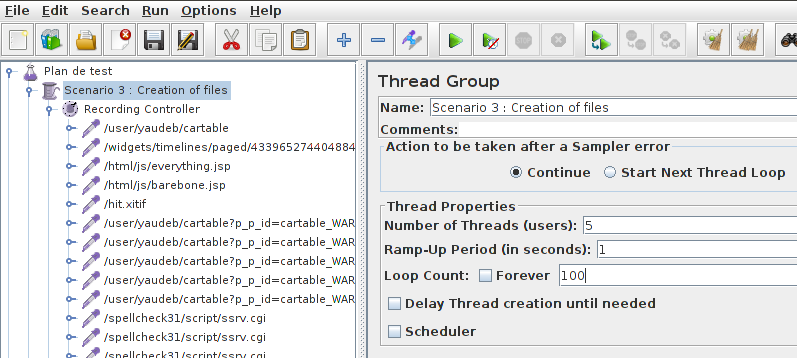 File Edit Search Run Options Help
Plan de test
Scenario 3 : Creation of files
Recording Controller
/user/yaudeb/cartable
/widgets/timelines/paged/433965274404884
/html/js/everything.jsp
/html/js/barebone.jsp
/hit.xitif
/user/yaudeb/cartable?p_p_id=cartable_WAR
/user/yaudeb/cartable?p_p_id=cartable_WAR
/user/yaudeb/cartable?p_p_id=cartable_WAR
/user/yaudeb/cartable?p_p_id=cartable_WAR
/user/yaudeb/cartable?p_p_id=cartable_WAR
/spellcheck31/script/ssrv.cgi
/spellcheck31/script/ssrv.cgi
/spellcheck31/script/ssrv.cgi
Thread Group
Name: Scenario 3 : Creation of files
Comments:
Action to be taken after a Sampler error
Continue Start Next Thread Loop
Thread Properties
Number of Threads (users): 5
Ramp-Up Period (in seconds): 1
Loop Count: Forever 100
Delay Thread creation until needed
Scheduler